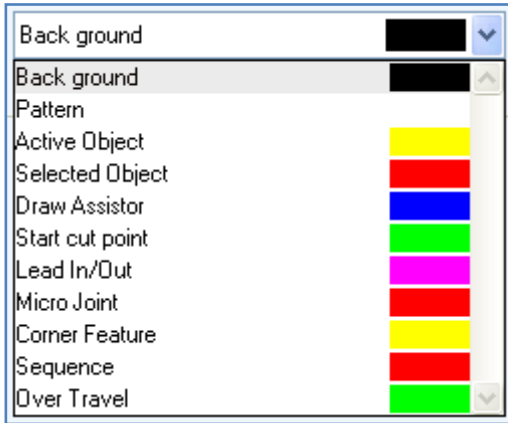 Back ground
Back ground
Pattern
Active Object
Selected Object
Draw Assistor
Start cut point
Lead In/Out
Micro Joint
Corner Feature
Sequence
Over Travel